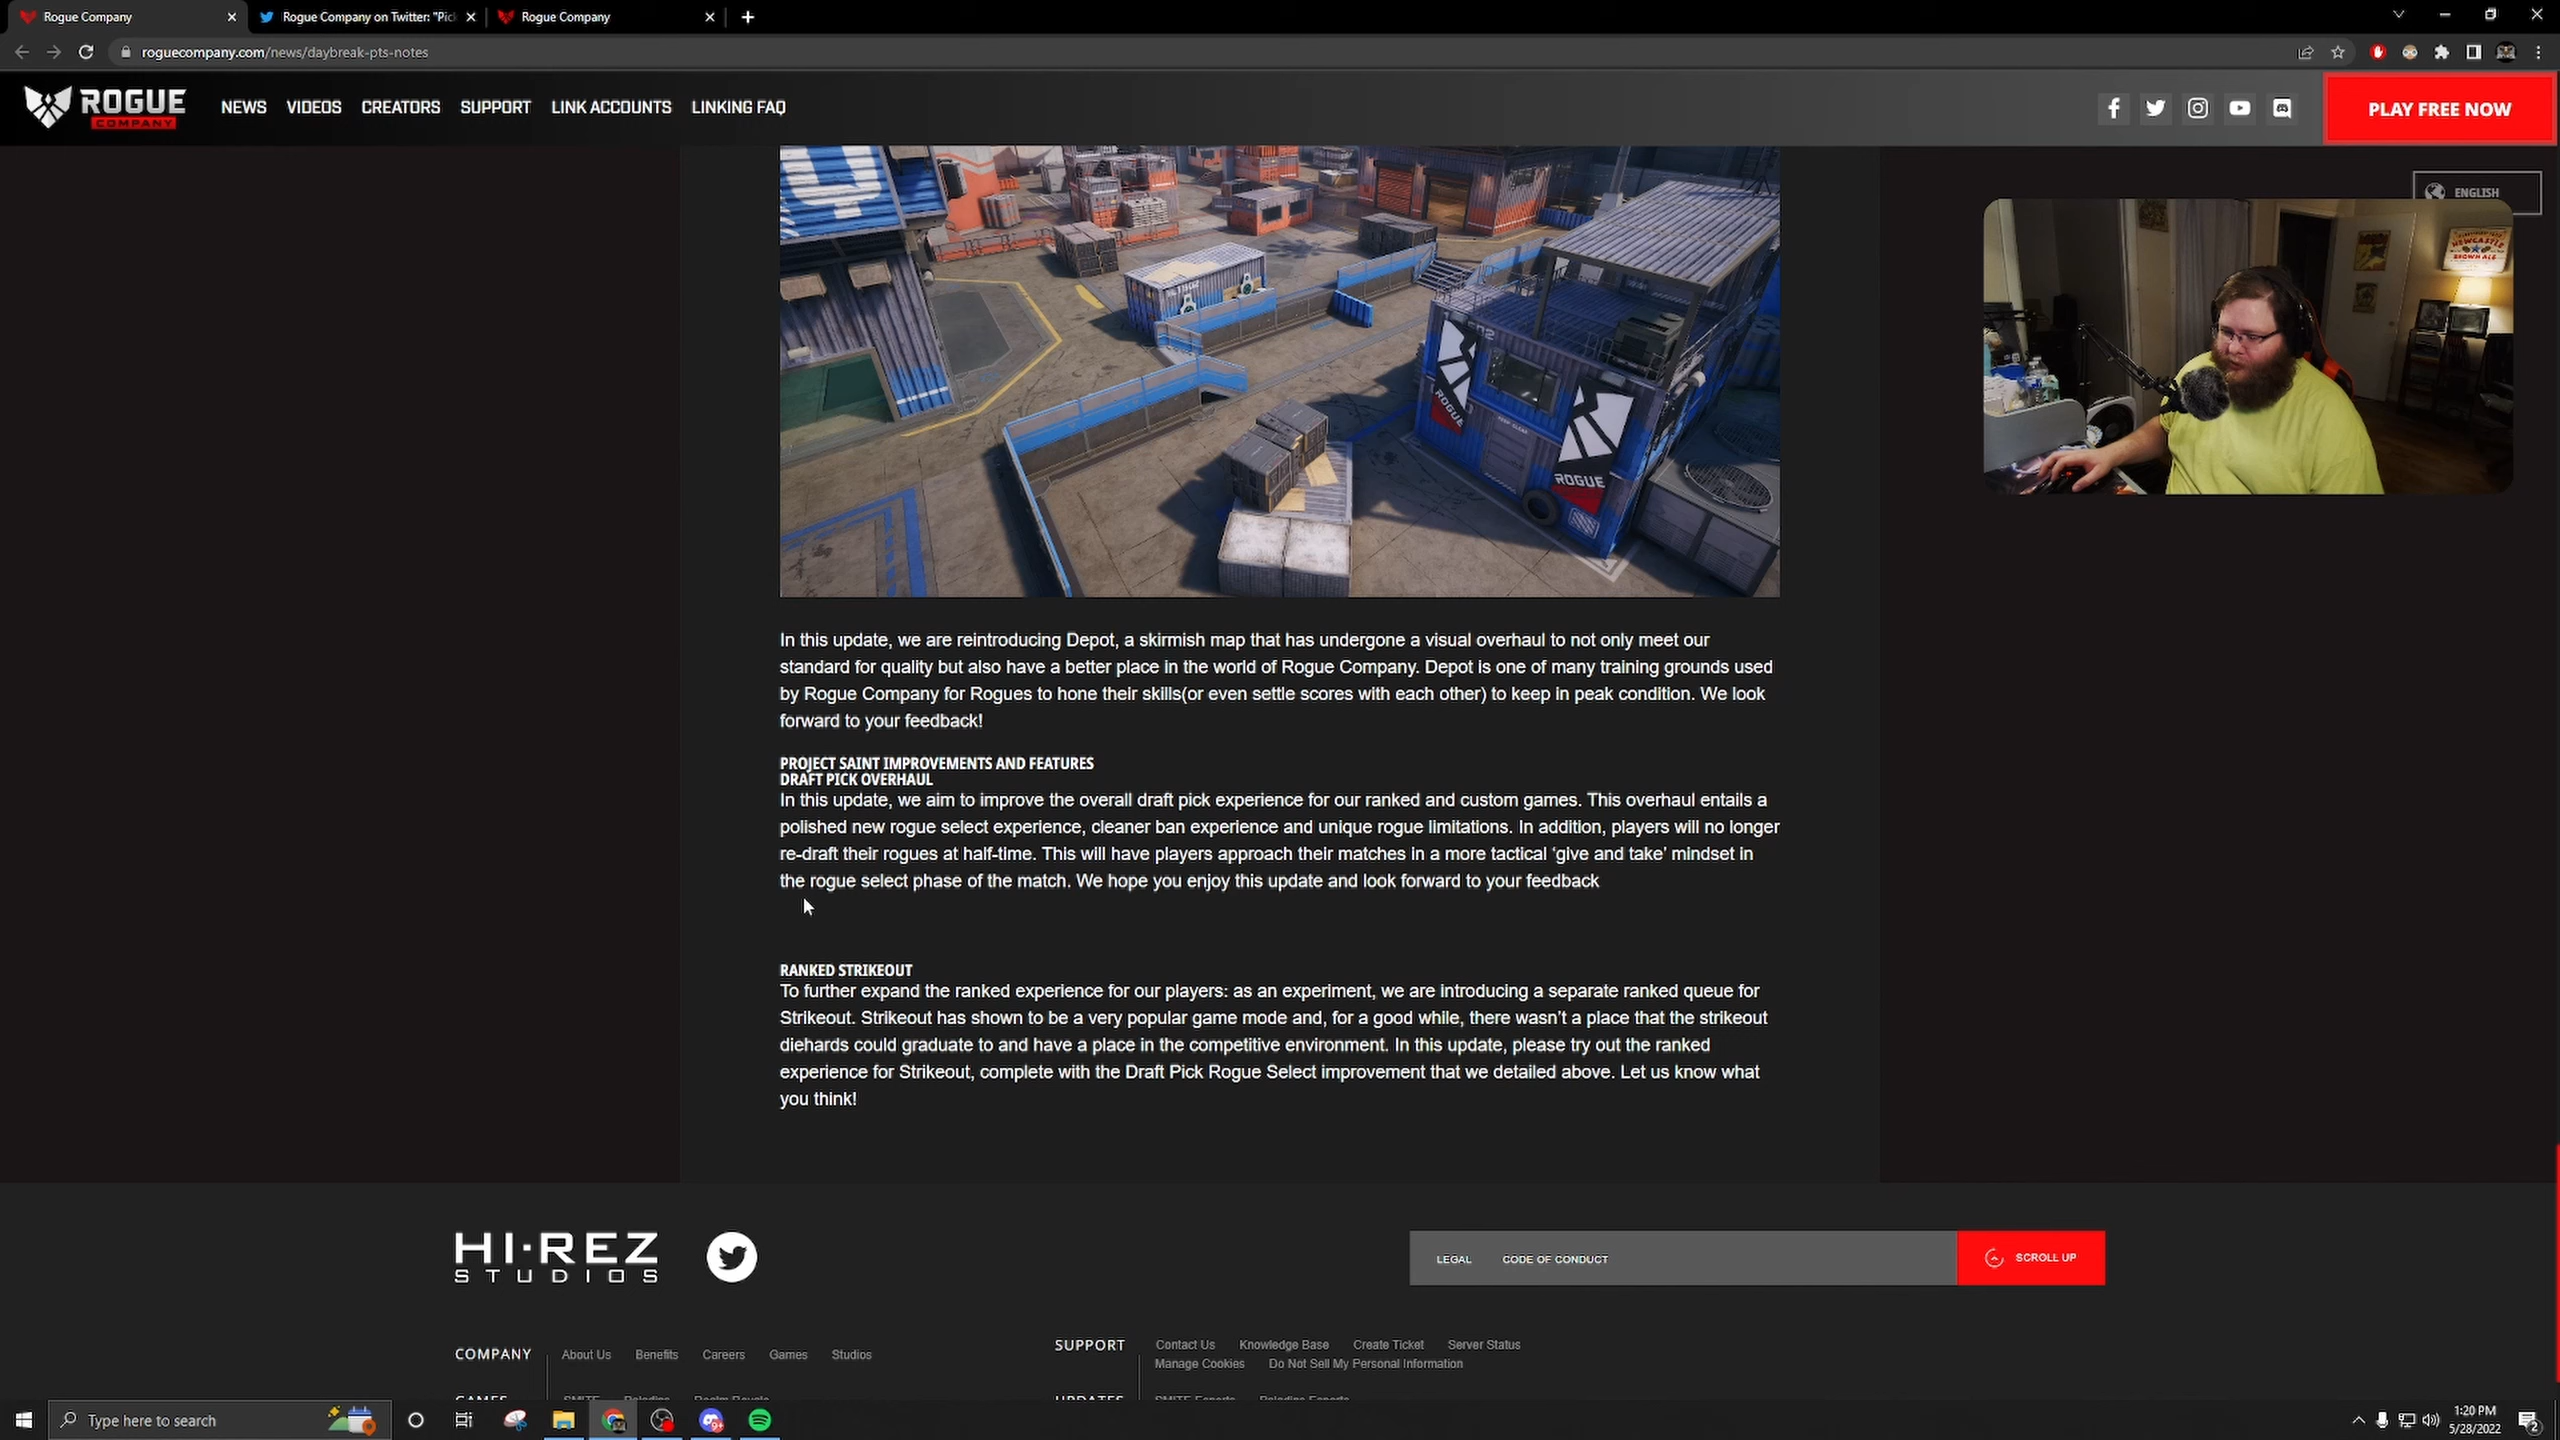 Rogue Company
Rogue Company on Twitter: "Pick
Rogue Company
roguecompany.com/news/daybreak-pts-notes
ROGUE
COMPANY
NEWS
VIDEOS
CREATORS
SUPPORT
LINK ACCOUNTS
LINKING FAQ
PLAY FREE NOW
ENGLISH
NEWCASTLE
BROWN ALE
ROGUE
ROGUE
In this update, we are reintroducing Depot, a skirmish map that has undergone a visual overhaul to not only meet our
standard for quality but also have a better place in the world of Rogue Company. Depot is one of many training grounds used
by Rogue Company for Rogues to hone their skills(or even settle scores with each other) to keep in peak condition. We look
forward to your feedback!
PROJECT SAINT IMPROVEMENTS AND FEATURES
DRAFT PICK OVERHAUL
In this update, we aim to improve the overall draft pick experience for our ranked and custom games. This overhaul entails a
polished new rogue select experience, cleaner ban experience and unique rogue limitations. In addition, players will no longer
re-draft their rogues at half-time. This will have players approach their matches in a more tactical ‘give and take’ mindset in
the rogue select phase of the match. We hope you enjoy this update and look forward to your feedback
RANKED STRIKEOUT
To further expand the ranked experience for our players: as an experiment, we are introducing a separate ranked queue for
Strikeout. Strikeout has shown to be a very popular game mode and, for a good while, there wasn’t a place that the strikeout
diehards could graduate to and have a place in the competitive environment. In this update, please try out the ranked
experience for Strikeout, complete with the Draft Pick Rogue Select improvement that we detailed above. Let us know what
you think!
HI-REZ
STUDIOS
LEGAL
CODE OF CONDUCT
SCROLL UP
COMPANY
About Us
Benefits
Careers
Games
Studios
SUPPORT
Contact Us
Knowledge Base
Create Ticket
Server Status
Manage Cookies
Do Not Sell My Personal Information
GAMES
SMITE
Paladins
Realm Royale
UPDATES
SMITE Esports
Paladins Esports
Type here to search
1:20 PM
5/28/2022
2